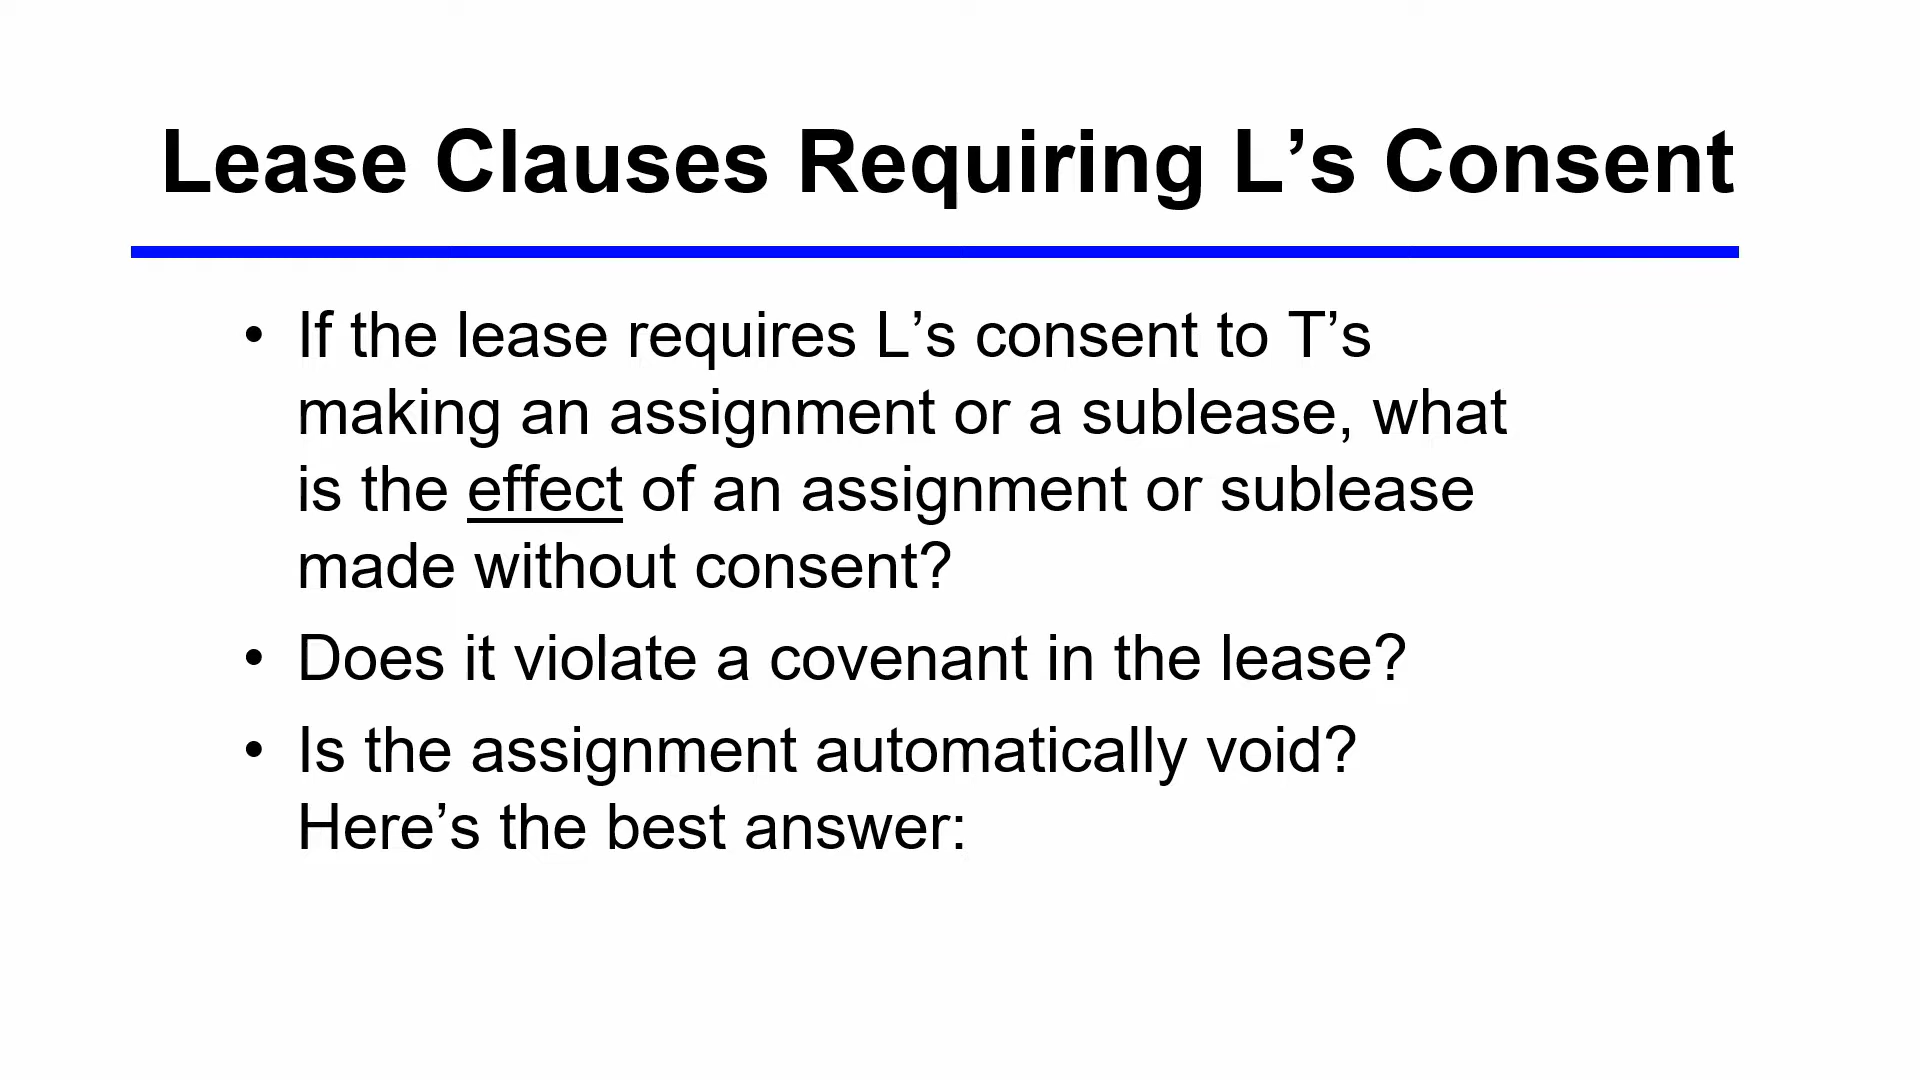 Lease Clauses Requiring L’s Consent
• If the lease requires L’s consent to T’s
making an assignment or a sublease, what
is the effect of an assignment or sublease
made without consent?
• Does it violate a covenant in the lease?
• Is the assignment automatically void?
Here’s the best answer: